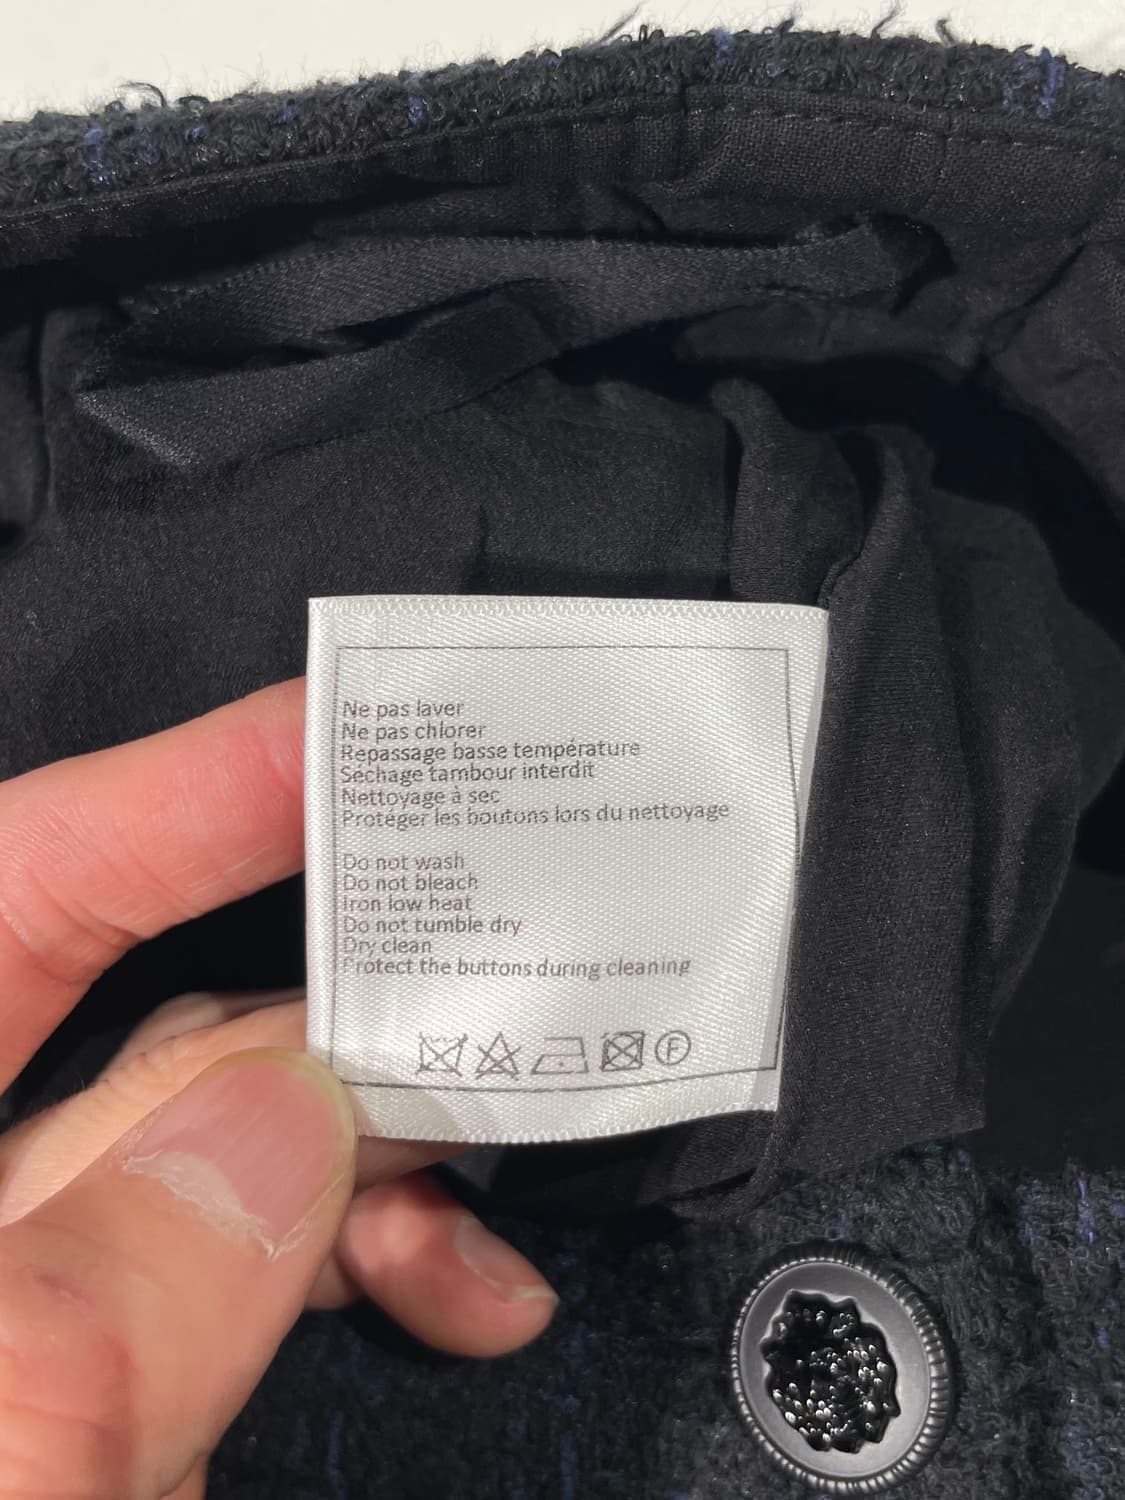 Ne pas laver
Ne pas chlorer
Repassage basse température
Séchage tambour interdit
Nettoyage à sec
Protéger les boutons lors du nettoyage
Do not wash
Do not bleach
Iron low heat
Do not tumble dry
Dry clean
Protect the buttons during cleaning
F